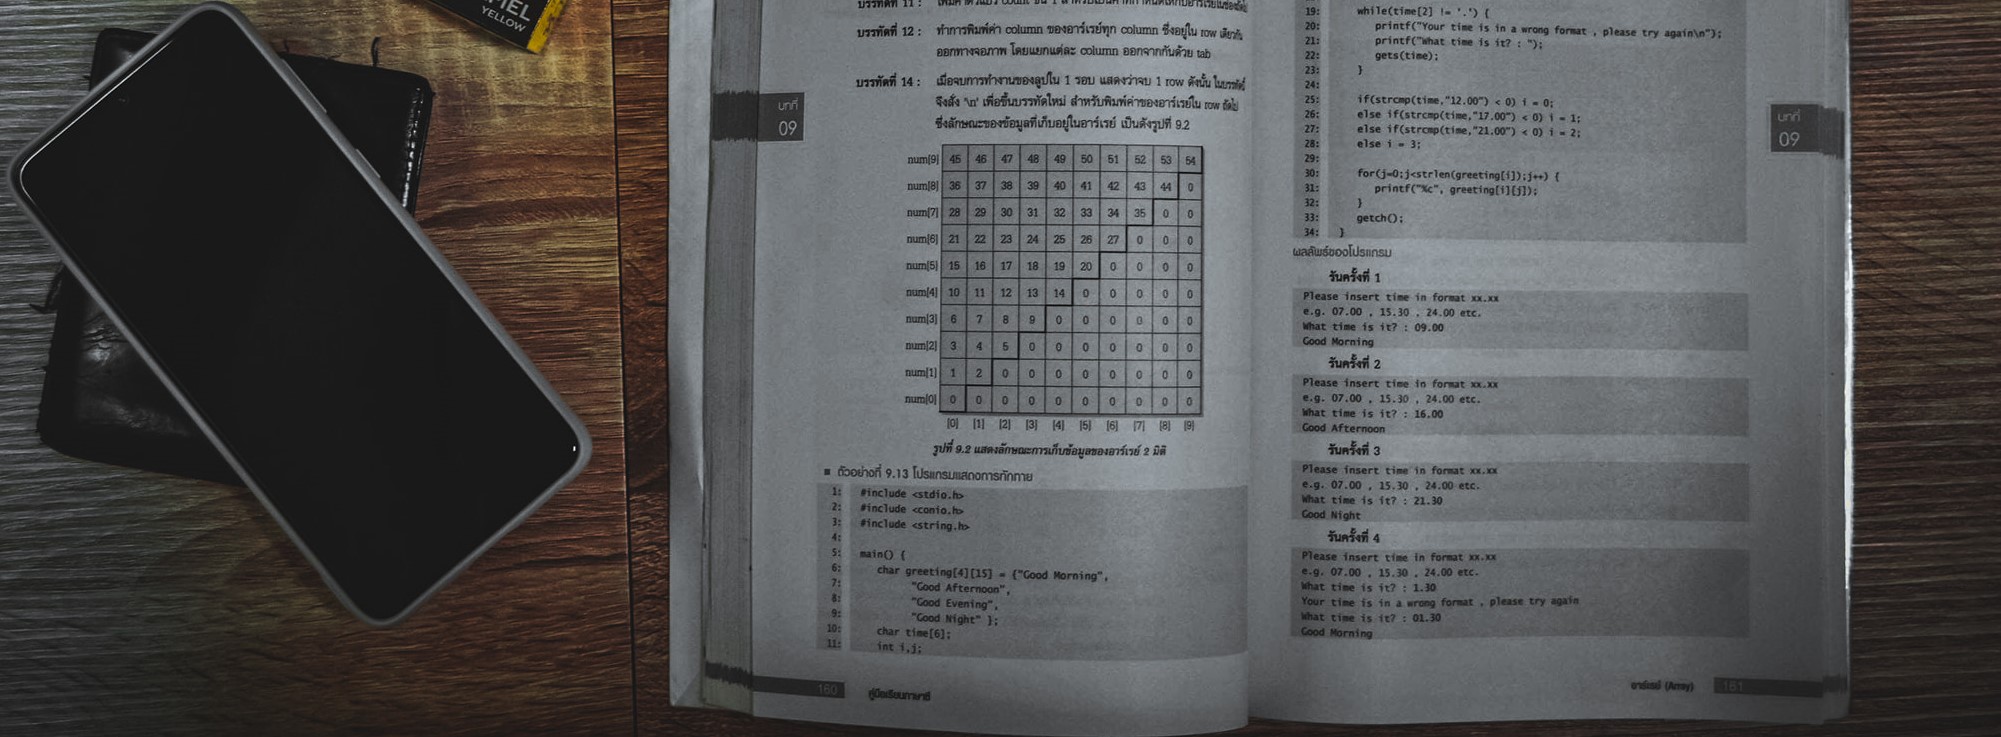 MEL
YELLOW
บรรทัดที่ 12 : ทำการพิมพ์ค่า column ของอาร์เรย์ทุก column ซึ่งอยู่ใน row เดียวกัน
ออกทางจอภาพ โดยแยกแต่ละ column ออกจากกันด้วย tab
บรรทัดที่ 14 : เมื่อจบการทำงานของลูปใน 1 รอบ แสดงว่าจบ 1 row ดังนั้น ในบรรทัดนี้
จึงสั่ง '\n' เพื่อขึ้นบรรทัดใหม่ สำหรับพิมพ์ค่าของอาร์เรย์ใน row ถัดไป
ซึ่งลักษณะของข้อมูลที่เก็บอยู่ในอาร์เรย์ เป็นดังรูปที่ 9.2
บทที่
09
num[9] 45 46 47 48 49 50 51 52 53 54
num[8] 36 37 38 39 40 41 42 43 44 0
num[7] 28 29 30 31 32 33 34 35 0 0
num[6] 21 22 23 24 25 26 27 0 0 0
num[5] 15 16 17 18 19 20 0 0 0 0
num[4] 10 11 12 13 14 0 0 0 0 0
num[3] 6 7 8 9 0 0 0 0 0 0
num[2] 3 4 5 0 0 0 0 0 0 0
num[1] 1 2 0 0 0 0 0 0 0 0
num[0] 0 0 0 0 0 0 0 0 0 0
[0] [1] [2] [3] [4] [5] [6] [7] [8] [9]
รูปที่ 9.2 แสดงลักษณะการเก็บข้อมูลของอาร์เรย์ 2 มิติ
■ ตัวอย่างที่ 9.13 โปรแกรมแสดงการทักทาย
1: #include <stdio.h>
2: #include <conio.h>
3: #include <string.h>
4:
5: main() {
6: char greeting[4][15] = {"Good Morning",
7: "Good Afternoon",
8: "Good Evening",
9: "Good Night" };
10: char time[6];
11: int i,j;
160 คู่มือเรียนภาษาซี
19: while(time[2] != '.') {
20: printf("Your time is in a wrong format , please try again\n");
21: printf("What time is it? : ");
22: gets(time);
23: }
24:
25: if(strcmp(time,"12.00") < 0) i = 0;
26: else if(strcmp(time,"17.00") < 0) i = 1;
27: else if(strcmp(time,"21.00") < 0) i = 2;
28: else i = 3;
29:
30: for(j=0;j<strlen(greeting[i]);j++) {
31: printf("%c", greeting[i][j]);
32: }
33: getch();
34: }
บทที่
09
ผลลัพธ์ของโปรแกรม
รันครั้งที่ 1
Please insert time in format xx.xx
e.g. 07.00 , 15.30 , 24.00 etc.
What time is it? : 09.00
Good Morning
รันครั้งที่ 2
Please insert time in format xx.xx
e.g. 07.00 , 15.30 , 24.00 etc.
What time is it? : 16.00
Good Afternoon
รันครั้งที่ 3
Please insert time in format xx.xx
e.g. 07.00 , 15.30 , 24.00 etc.
What time is it? : 21.30
Good Night
รันครั้งที่ 4
Please insert time in format xx.xx
e.g. 07.00 , 15.30 , 24.00 etc.
What time is it? : 1.30
Your time is in a wrong format , please try again
What time is it? : 01.30
Good Morning
อาร์เรย์ (Array) 161